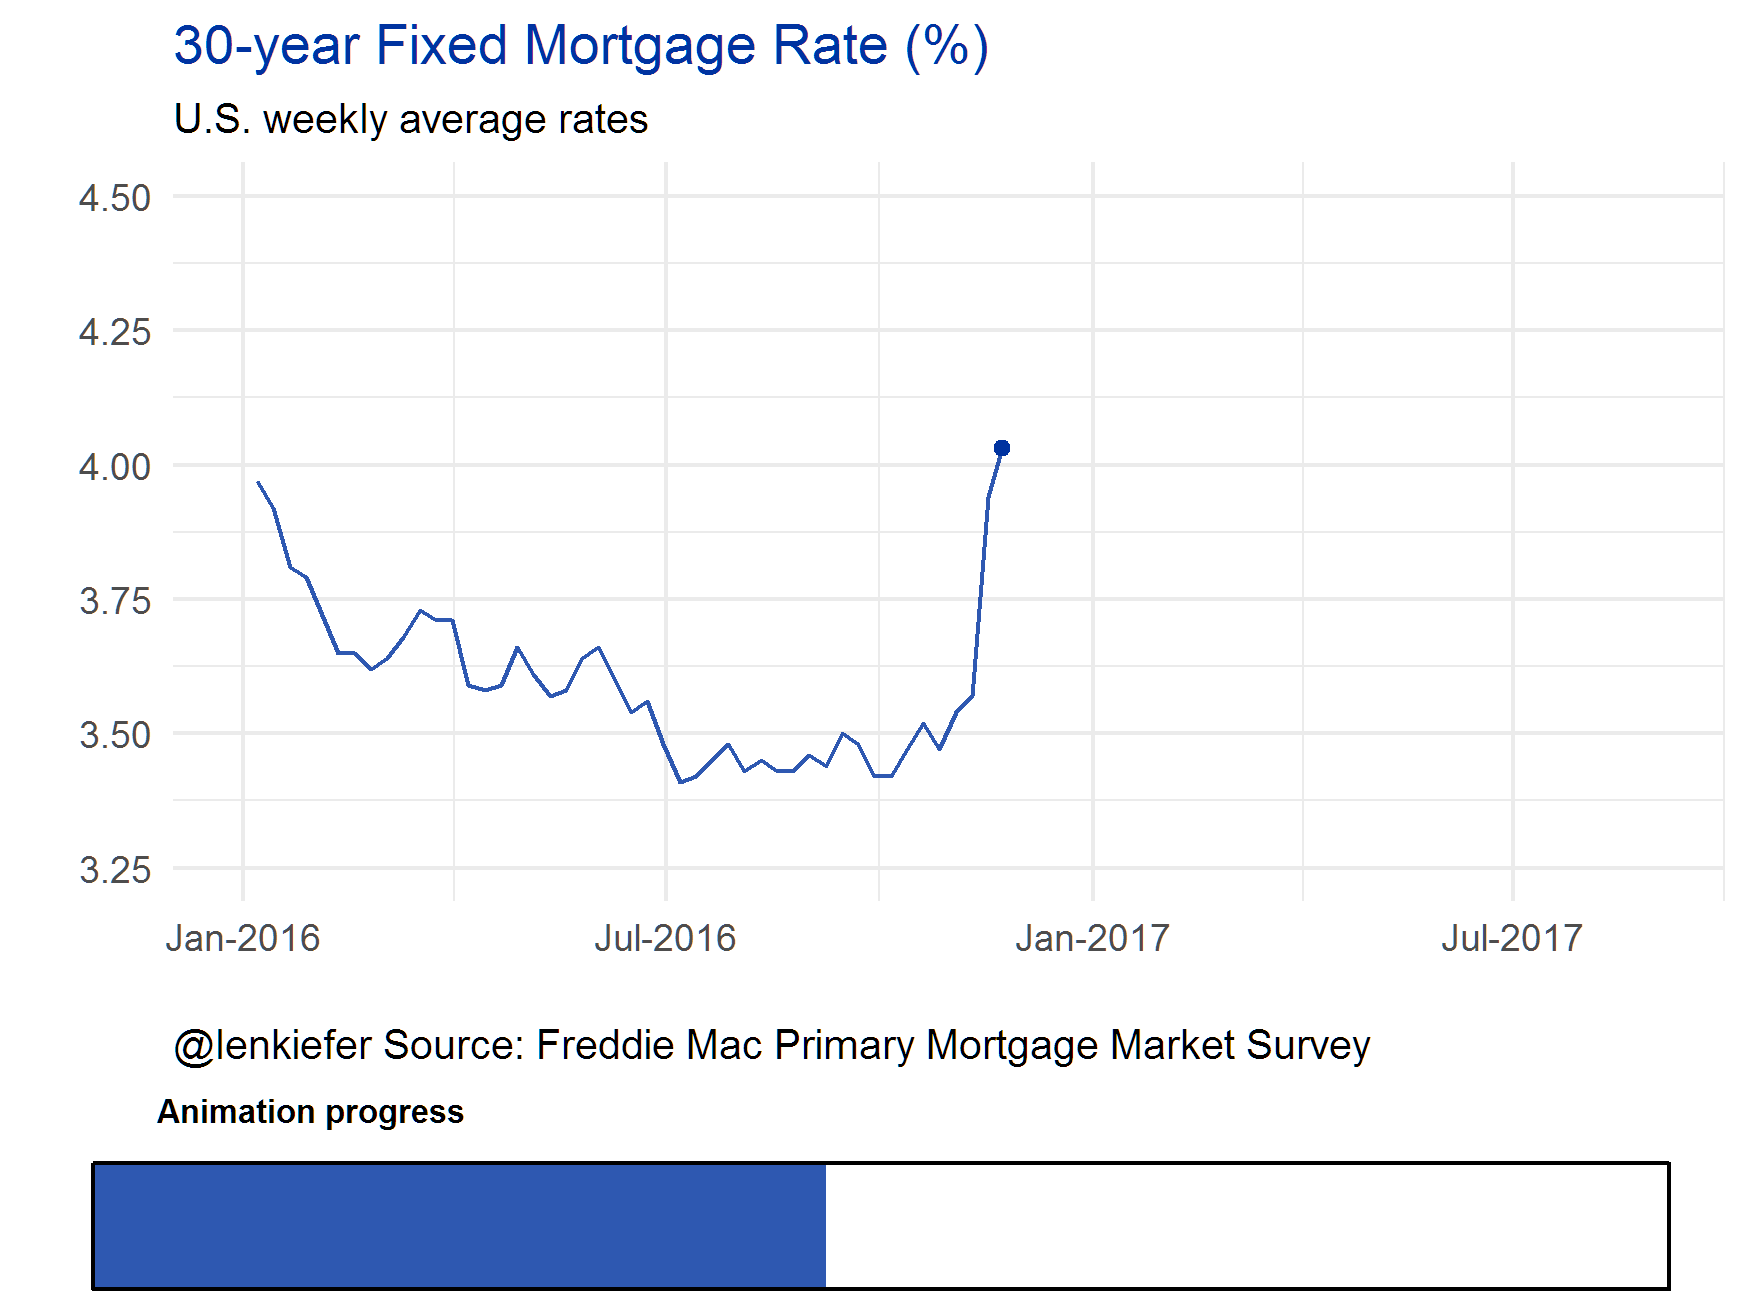 30-year Fixed Mortgage Rate (%)
U.S. weekly average rates
4.50
4.25
4.00
3.75
3.50
3.25
Jan-2016 Jul-2016 Jan-2017 Jul-2017
@lenkiefer Source: Freddie Mac Primary Mortgage Market Survey
Animation progress